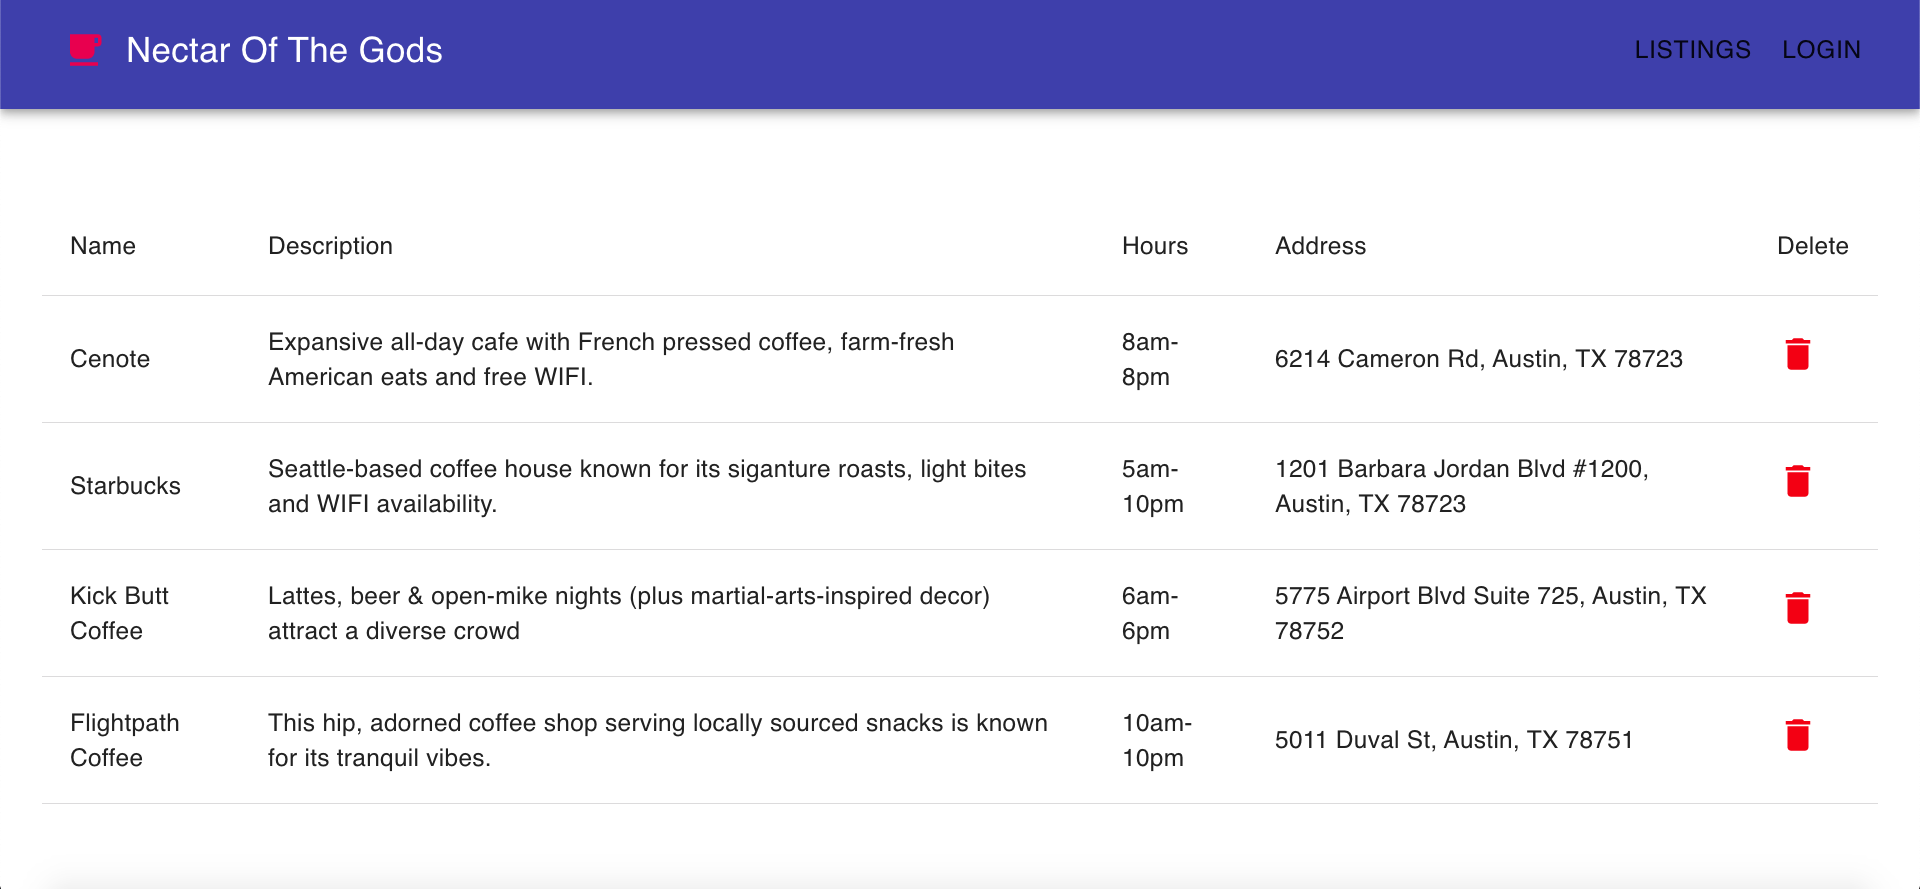 Nectar Of The Gods
LISTINGS LOGIN
Name Description Hours Address Delete
Cenote
Expansive all-day cafe with French pressed coffee, farm-fresh
American eats and free WIFI.
8am-
8pm
6214 Cameron Rd, Austin, TX 78723
Starbucks
Seattle-based coffee house known for its siganture roasts, light bites
and WIFI availability.
5am-
10pm
1201 Barbara Jordan Blvd #1200,
Austin, TX 78723
Kick Butt
Coffee
Lattes, beer & open-mike nights (plus martial-arts-inspired decor)
attract a diverse crowd
6am-
6pm
5775 Airport Blvd Suite 725, Austin, TX
78752
Flightpath
Coffee
This hip, adorned coffee shop serving locally sourced snacks is known
for its tranquil vibes.
10am-
10pm
5011 Duval St, Austin, TX 78751